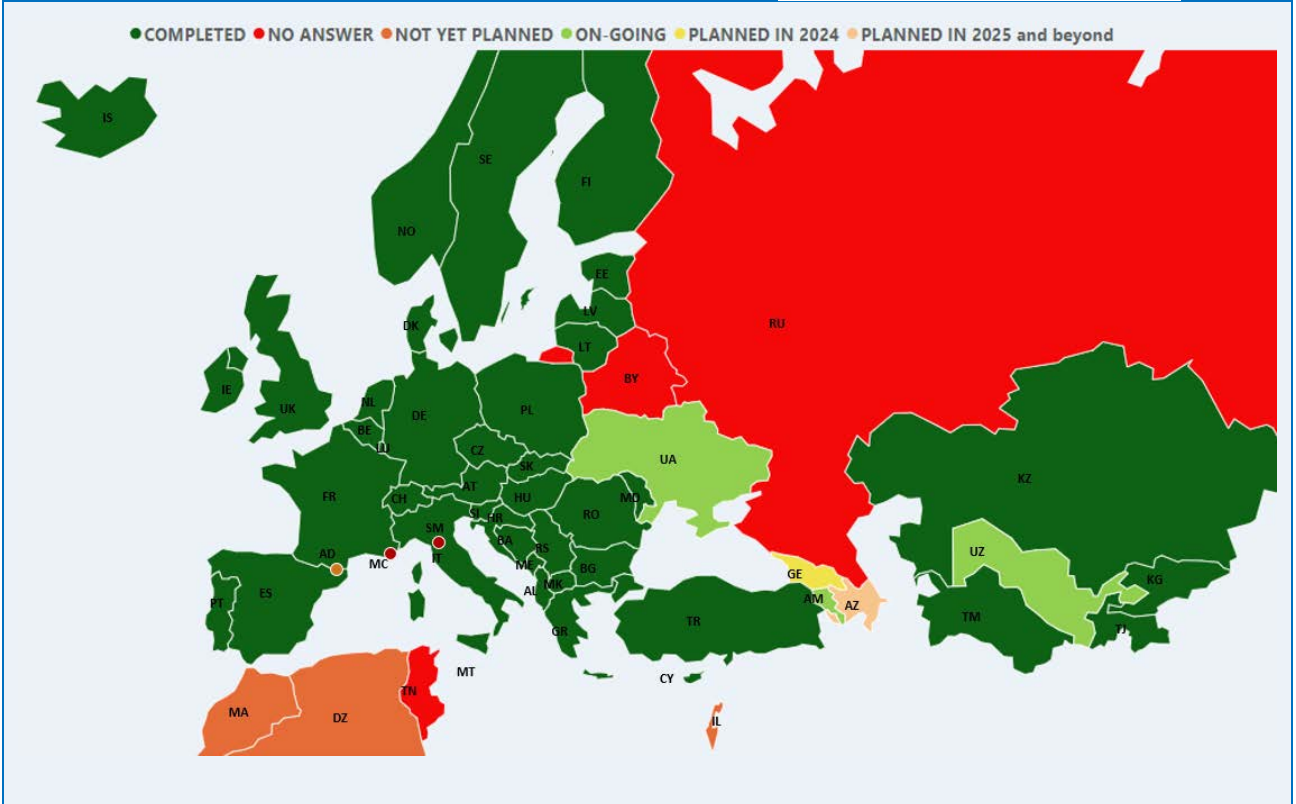 COMPLETED NO ANSWER NOT YET PLANNED ON-GOING PLANNED IN 2024 PLANNED IN 2025 and beyond
IS
SE
FI
NO
EE
LV
DK
RU
LT
BY
IE
NL
UK
DE
PL
BE
LU
CZ
UA
SK
KZ
AT
FR
CH
HU
MD
SI
RO
HR
SM
BA
RS
AD
IT
UZ
MC
ME
BG
GE
MK
KG
ES
AL
AM
PT
AZ
TR
TM
GR
TJ
MT
CY
TN
MA
DZ
IL